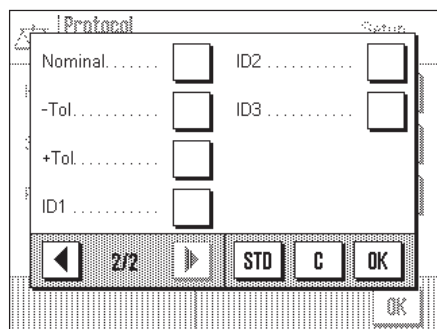 Protocol Setup
Nominal....... ID2 ............
-Tol............ ID3 ............
+Tol............
ID1 ...........
2/2 STD C OK
OK